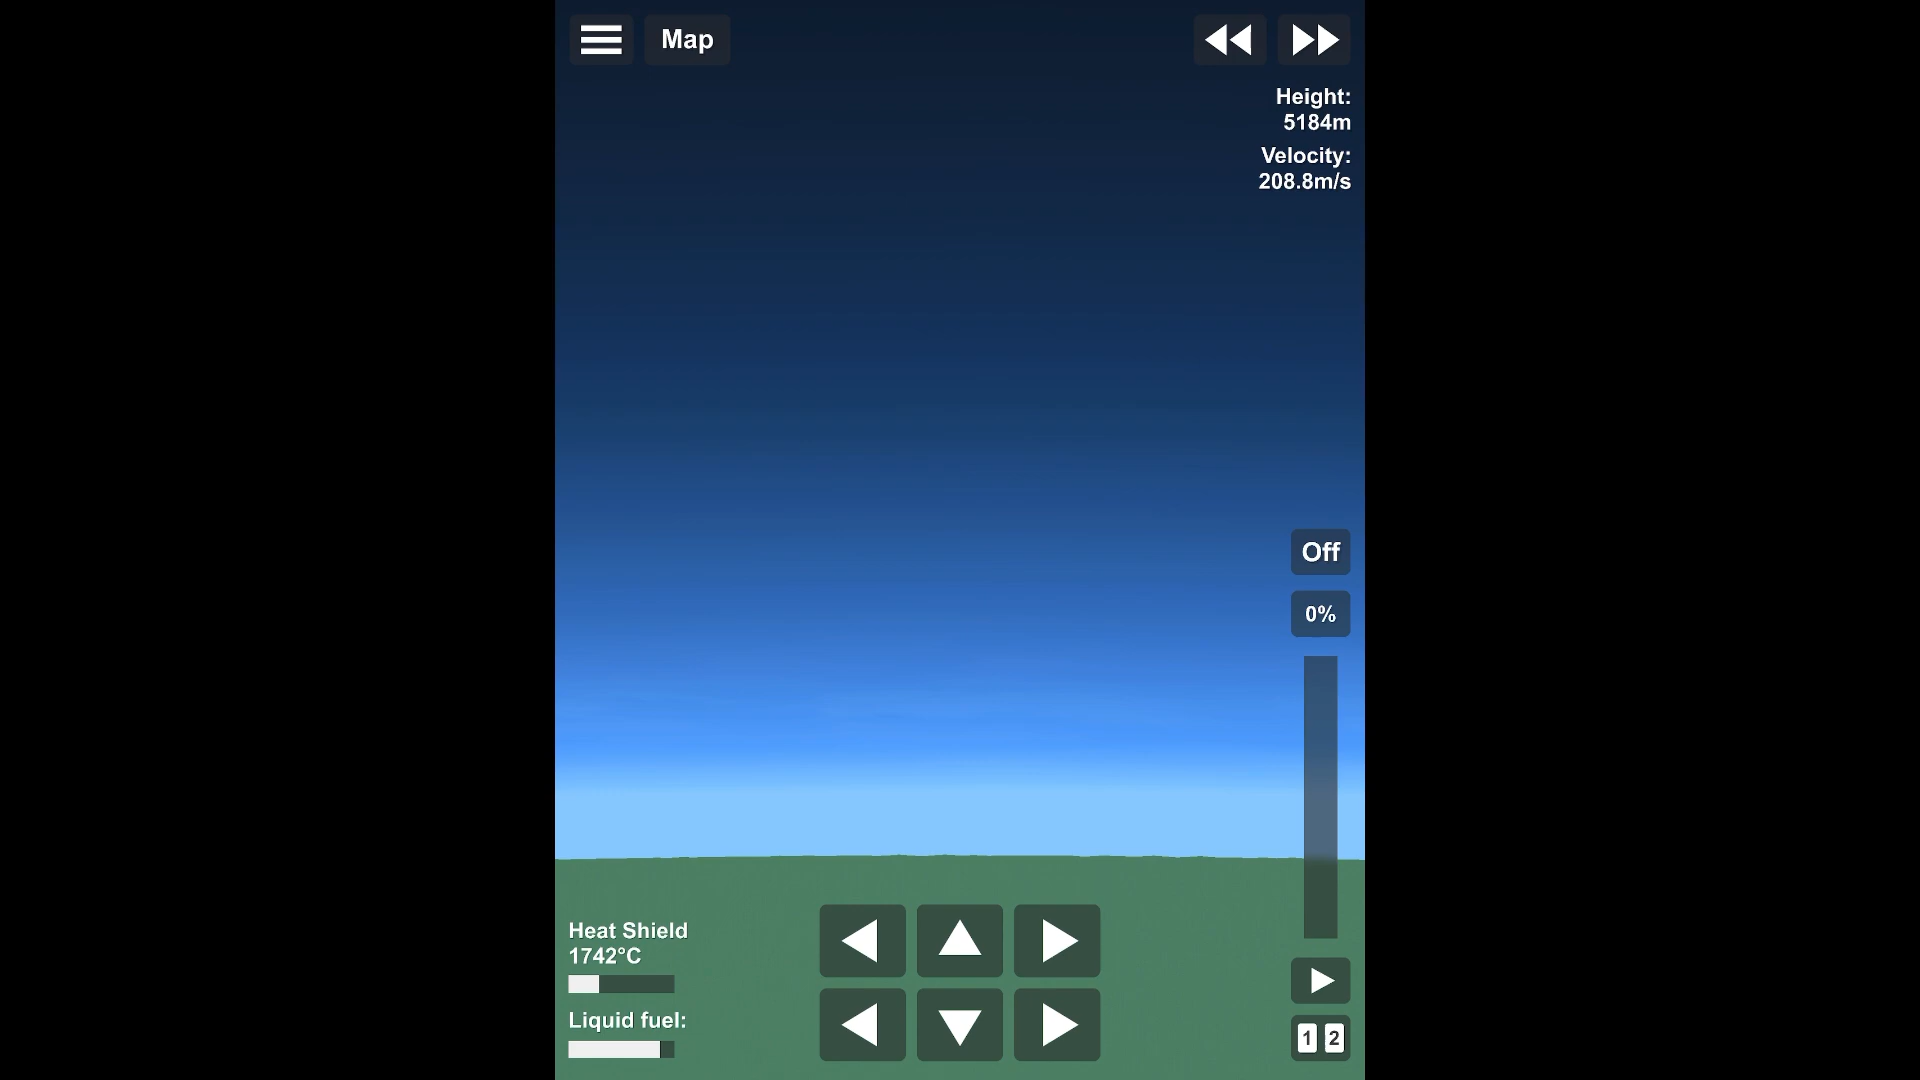 Map
Height:
5184m
Velocity:
208.8m/s
Off
0%
Heat Shield
1742°C
Liquid fuel:
1 2